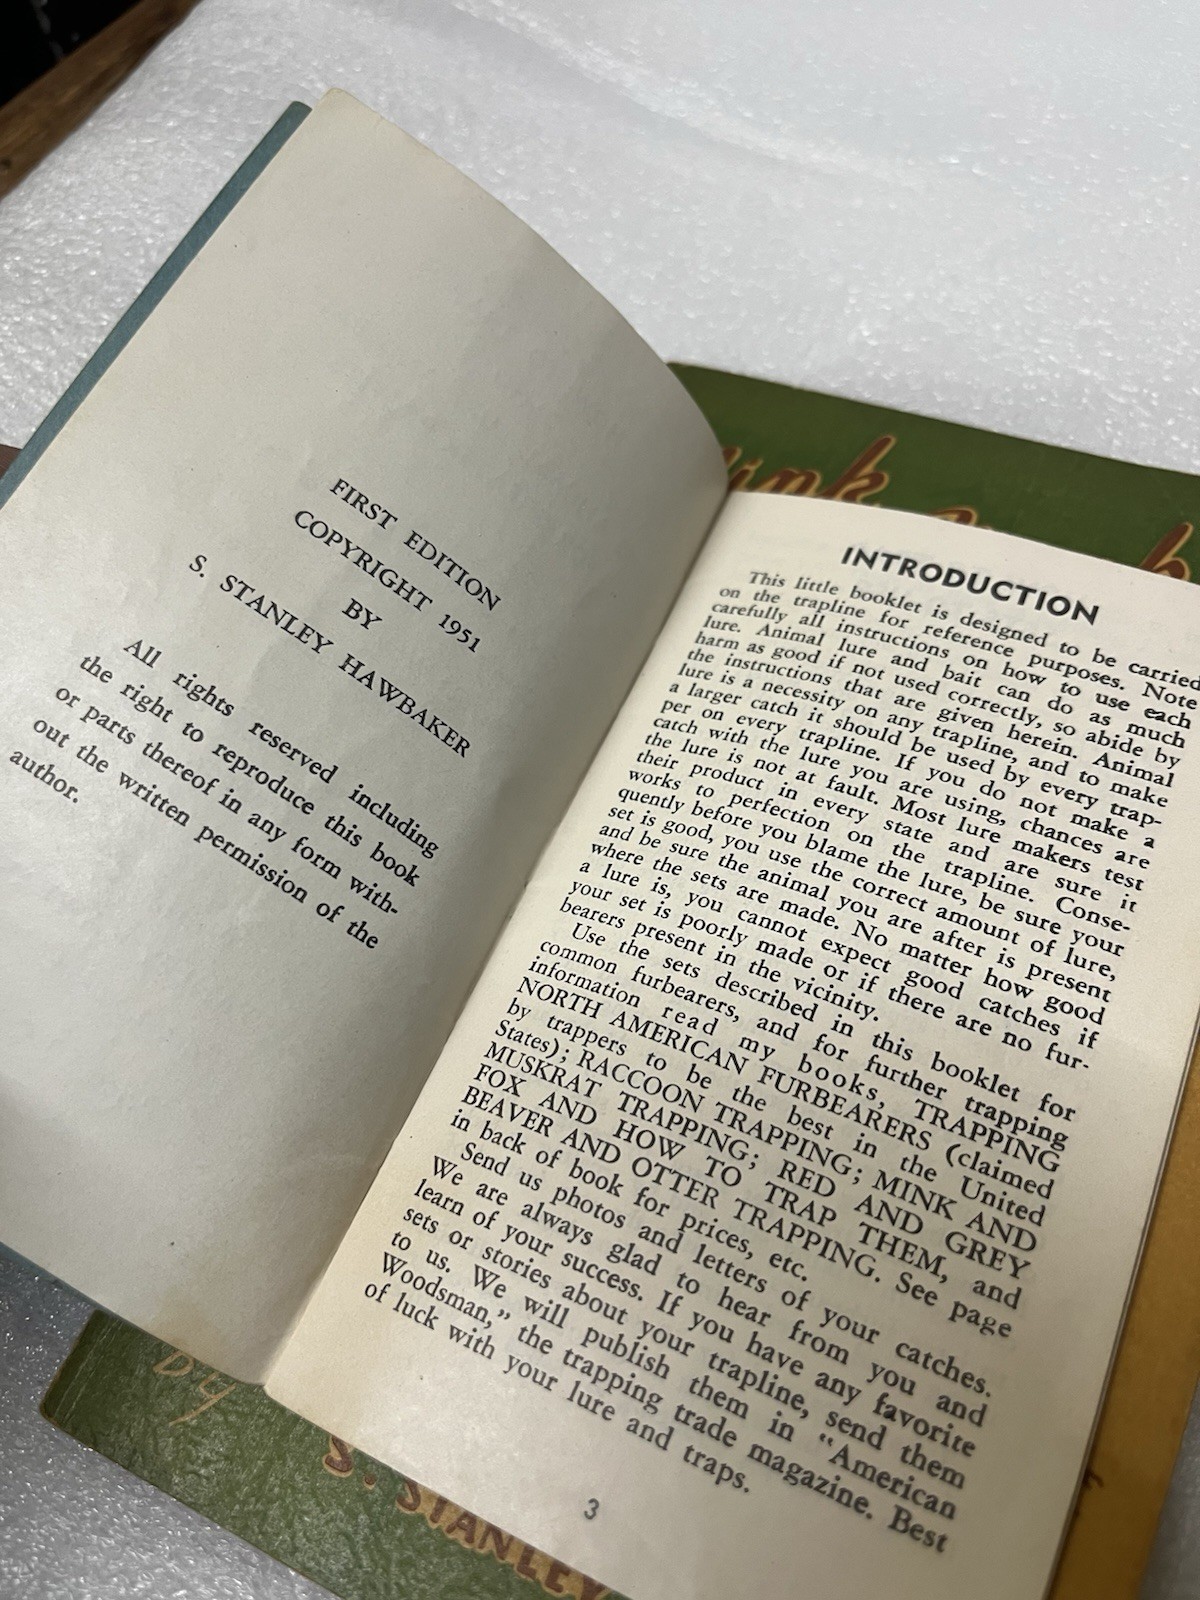 FIRST EDITION
COPYRIGHT 1951
BY
S. STANLEY HAWBAKER
All rights reserved including
the right to reproduce this book
or parts thereof in any form with-
out the written permission of the
author.
INTRODUCTION
This little booklet is designed to be carried
on the trapline for reference purposes. Note
carefully all instructions on how to use each
lure. Animal lure and bait can do as much
harm as good if not used correctly, so abide by
the instructions that are given herein. Animal
lure is a necessity on any trapline, and to make
a larger catch it should be used by every trap-
per on every trapline. If you do not make a
catch with the lure you are using, chances are
the lure is not at fault. Most lure makers test
their product in every state and are sure it
works to perfection on the trapline. Conse-
quently before you blame the lure, be sure your
set is good, you use the correct amount of lure,
and be sure the animal you are after is present
where the sets are made. No matter how good
a lure is, you cannot expect good catches if
your set is poorly made or if there are no fur-
bearers present in the vicinity.
Use the sets described in this booklet for
common furbearers, and for further trapping
information read my books, TRAPPING
NORTH AMERICAN FURBEARERS (claimed
by trappers to be the best in the United
States); RACCOON TRAPPING; MINK AND
MUSKRAT TRAPPING; RED AND GREY
FOX AND HOW TO TRAP THEM, and
BEAVER AND OTTER TRAPPING. See page
in back of book for prices, etc.
Send us photos and letters of your catches.
We are always glad to hear from you and
learn of your success. If you have any favorite
sets or stories about your trapline, send them
to us. We will publish them in "American
Woodsman," the trapping trade magazine. Best
of luck with your lure and traps.
3
By
S. STANLEY